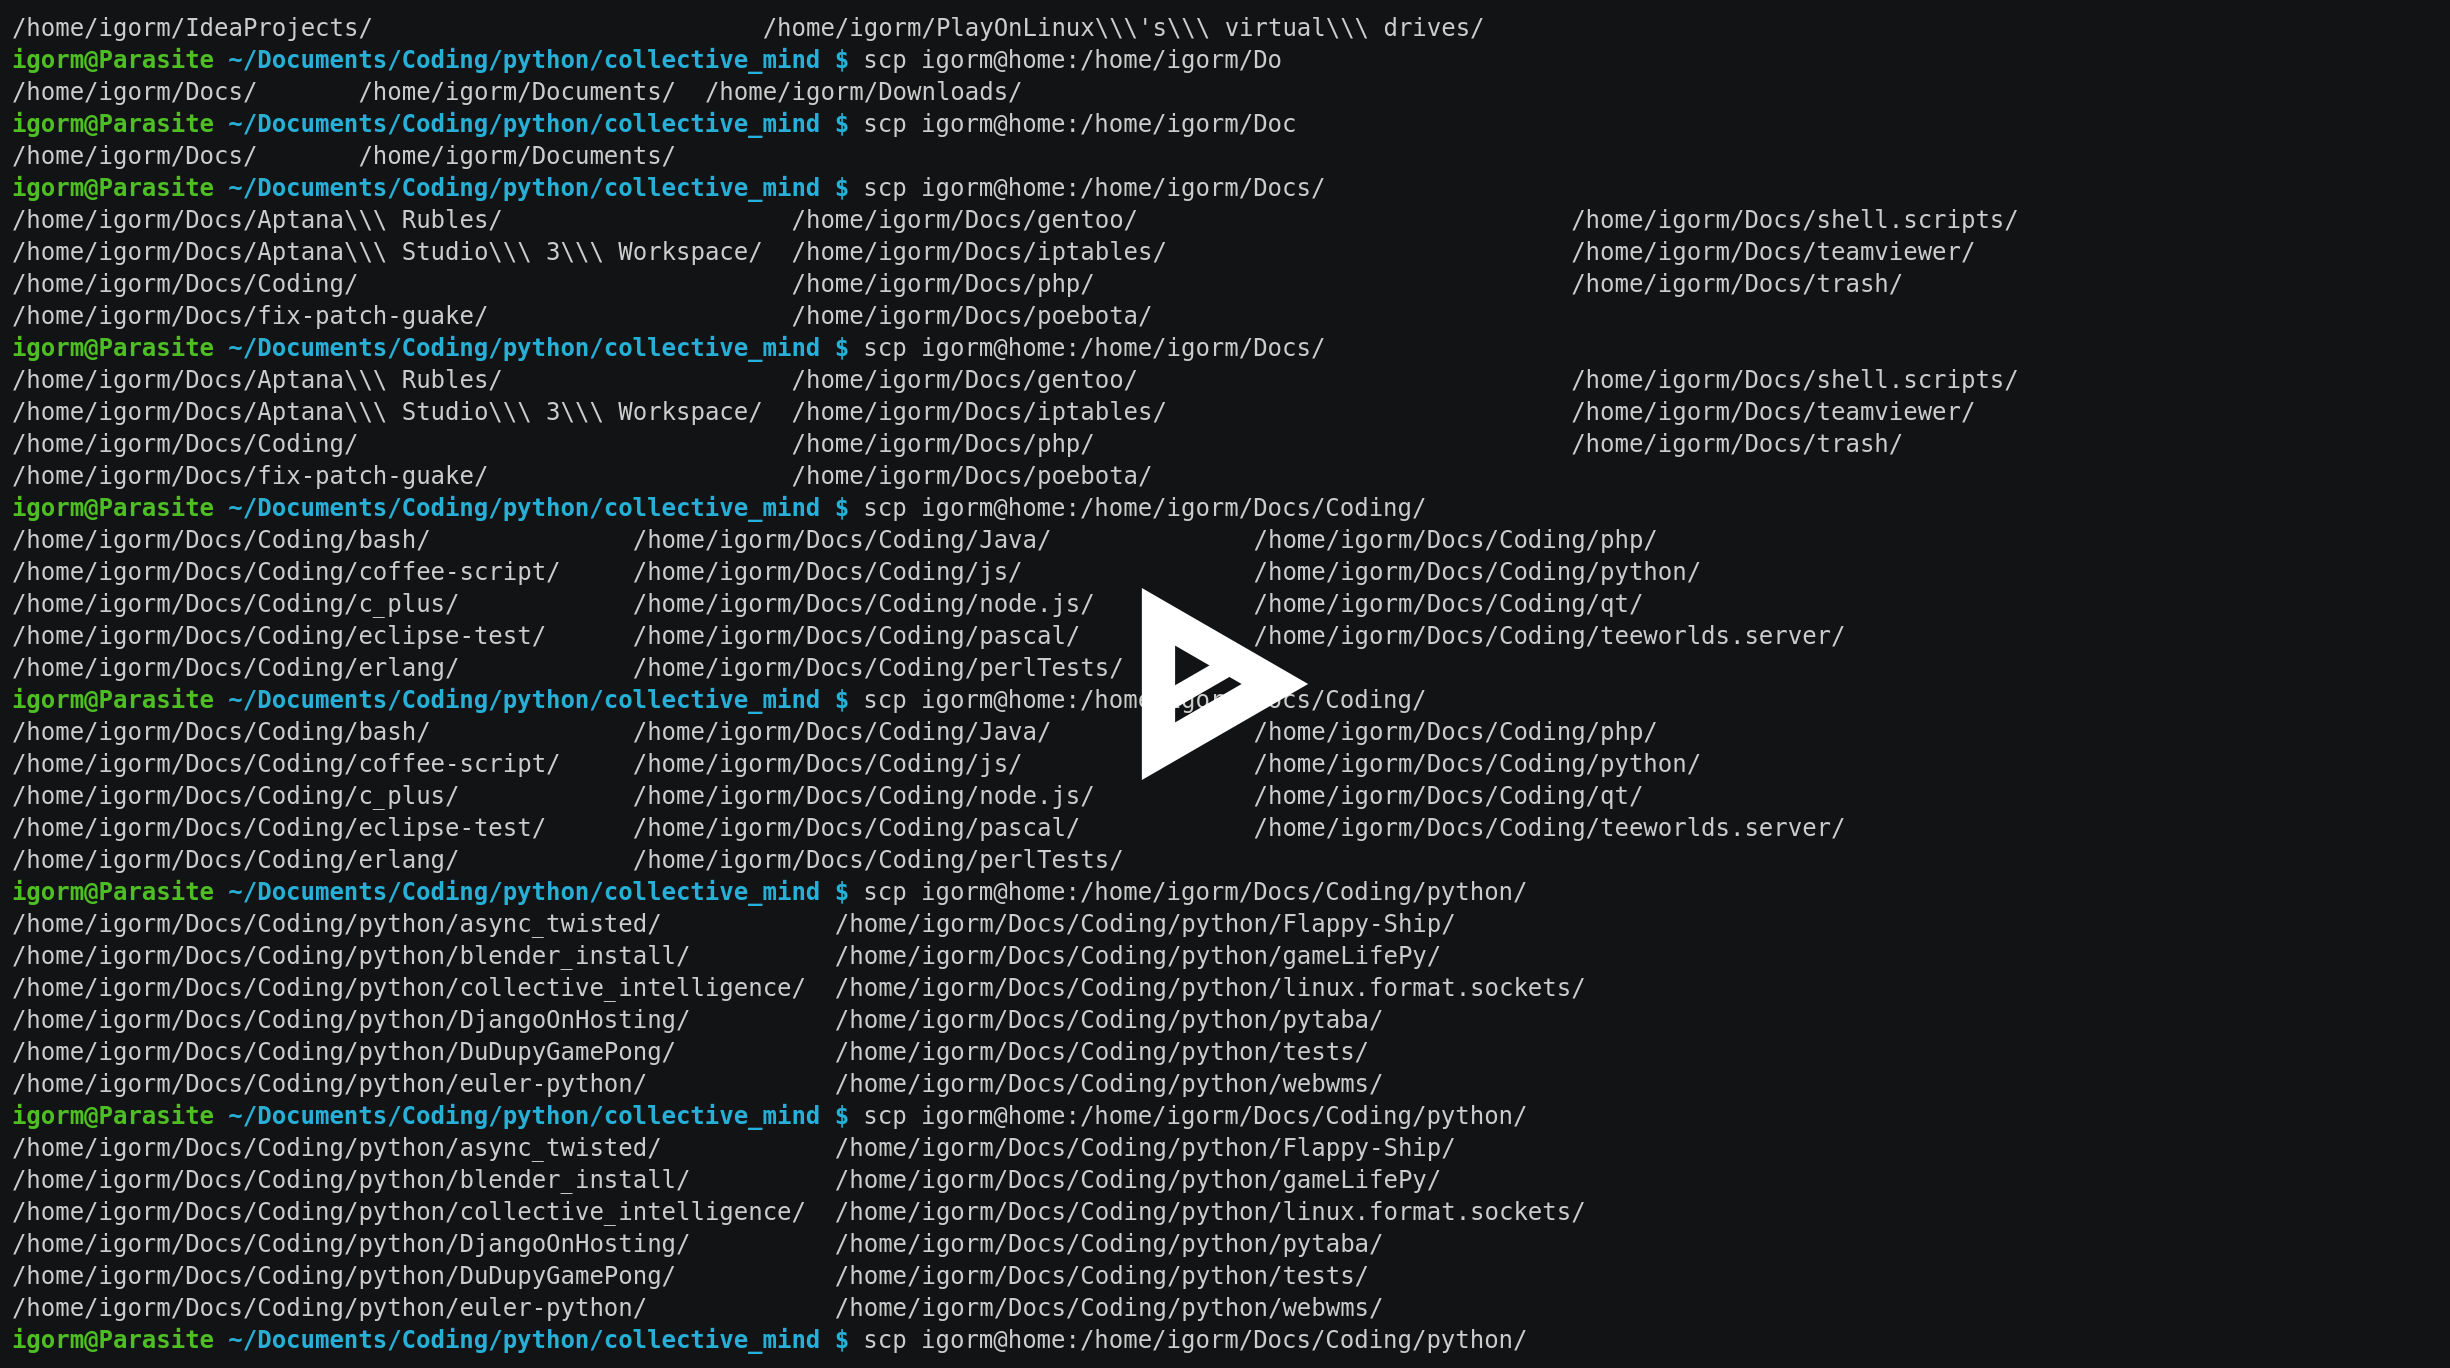 /home/igorm/IdeaProjects/                           /home/igorm/PlayOnLinux\\\'s\\\ virtual\\\ drives/
igorm@Parasite ~/Documents/Coding/python/collective_mind $ scp igorm@home:/home/igorm/Do
/home/igorm/Docs/       /home/igorm/Documents/  /home/igorm/Downloads/
igorm@Parasite ~/Documents/Coding/python/collective_mind $ scp igorm@home:/home/igorm/Doc
/home/igorm/Docs/       /home/igorm/Documents/
igorm@Parasite ~/Documents/Coding/python/collective_mind $ scp igorm@home:/home/igorm/Docs/
/home/igorm/Docs/Aptana\\\ Rubles/                    /home/igorm/Docs/gentoo/                              /home/igorm/Docs/shell.scripts/
/home/igorm/Docs/Aptana\\\ Studio\\\ 3\\\ Workspace/  /home/igorm/Docs/iptables/                            /home/igorm/Docs/teamviewer/
/home/igorm/Docs/Coding/                              /home/igorm/Docs/php/                                 /home/igorm/Docs/trash/
/home/igorm/Docs/fix-patch-guake/                     /home/igorm/Docs/poebota/
igorm@Parasite ~/Documents/Coding/python/collective_mind $ scp igorm@home:/home/igorm/Docs/
/home/igorm/Docs/Aptana\\\ Rubles/                    /home/igorm/Docs/gentoo/                              /home/igorm/Docs/shell.scripts/
/home/igorm/Docs/Aptana\\\ Studio\\\ 3\\\ Workspace/  /home/igorm/Docs/iptables/                            /home/igorm/Docs/teamviewer/
/home/igorm/Docs/Coding/                              /home/igorm/Docs/php/                                 /home/igorm/Docs/trash/
/home/igorm/Docs/fix-patch-guake/                     /home/igorm/Docs/poebota/
igorm@Parasite ~/Documents/Coding/python/collective_mind $ scp igorm@home:/home/igorm/Docs/Coding/
/home/igorm/Docs/Coding/bash/              /home/igorm/Docs/Coding/Java/              /home/igorm/Docs/Coding/php/
/home/igorm/Docs/Coding/coffee-script/     /home/igorm/Docs/Coding/js/                /home/igorm/Docs/Coding/python/
/home/igorm/Docs/Coding/c_plus/            /home/igorm/Docs/Coding/node.js/           /home/igorm/Docs/Coding/qt/
/home/igorm/Docs/Coding/eclipse-test/      /home/igorm/Docs/Coding/pascal/            /home/igorm/Docs/Coding/teeworlds.server/
/home/igorm/Docs/Coding/erlang/            /home/igorm/Docs/Coding/perlTests/
igorm@Parasite ~/Documents/Coding/python/collective_mind $ scp igorm@home:/home/igorm/Docs/Coding/
/home/igorm/Docs/Coding/bash/              /home/igorm/Docs/Coding/Java/              /home/igorm/Docs/Coding/php/
/home/igorm/Docs/Coding/coffee-script/     /home/igorm/Docs/Coding/js/                /home/igorm/Docs/Coding/python/
/home/igorm/Docs/Coding/c_plus/            /home/igorm/Docs/Coding/node.js/           /home/igorm/Docs/Coding/qt/
/home/igorm/Docs/Coding/eclipse-test/      /home/igorm/Docs/Coding/pascal/            /home/igorm/Docs/Coding/teeworlds.server/
/home/igorm/Docs/Coding/erlang/            /home/igorm/Docs/Coding/perlTests/
igorm@Parasite ~/Documents/Coding/python/collective_mind $ scp igorm@home:/home/igorm/Docs/Coding/python/
/home/igorm/Docs/Coding/python/async_twisted/            /home/igorm/Docs/Coding/python/Flappy-Ship/
/home/igorm/Docs/Coding/python/blender_install/          /home/igorm/Docs/Coding/python/gameLifePy/
/home/igorm/Docs/Coding/python/collective_intelligence/  /home/igorm/Docs/Coding/python/linux.format.sockets/
/home/igorm/Docs/Coding/python/DjangoOnHosting/          /home/igorm/Docs/Coding/python/pytaba/
/home/igorm/Docs/Coding/python/DuDupyGamePong/           /home/igorm/Docs/Coding/python/tests/
/home/igorm/Docs/Coding/python/euler-python/             /home/igorm/Docs/Coding/python/webwms/
igorm@Parasite ~/Documents/Coding/python/collective_mind $ scp igorm@home:/home/igorm/Docs/Coding/python/
/home/igorm/Docs/Coding/python/async_twisted/            /home/igorm/Docs/Coding/python/Flappy-Ship/
/home/igorm/Docs/Coding/python/blender_install/          /home/igorm/Docs/Coding/python/gameLifePy/
/home/igorm/Docs/Coding/python/collective_intelligence/  /home/igorm/Docs/Coding/python/linux.format.sockets/
/home/igorm/Docs/Coding/python/DjangoOnHosting/          /home/igorm/Docs/Coding/python/pytaba/
/home/igorm/Docs/Coding/python/DuDupyGamePong/           /home/igorm/Docs/Coding/python/tests/
/home/igorm/Docs/Coding/python/euler-python/             /home/igorm/Docs/Coding/python/webwms/
igorm@Parasite ~/Documents/Coding/python/collective_mind $ scp igorm@home:/home/igorm/Docs/Coding/python/